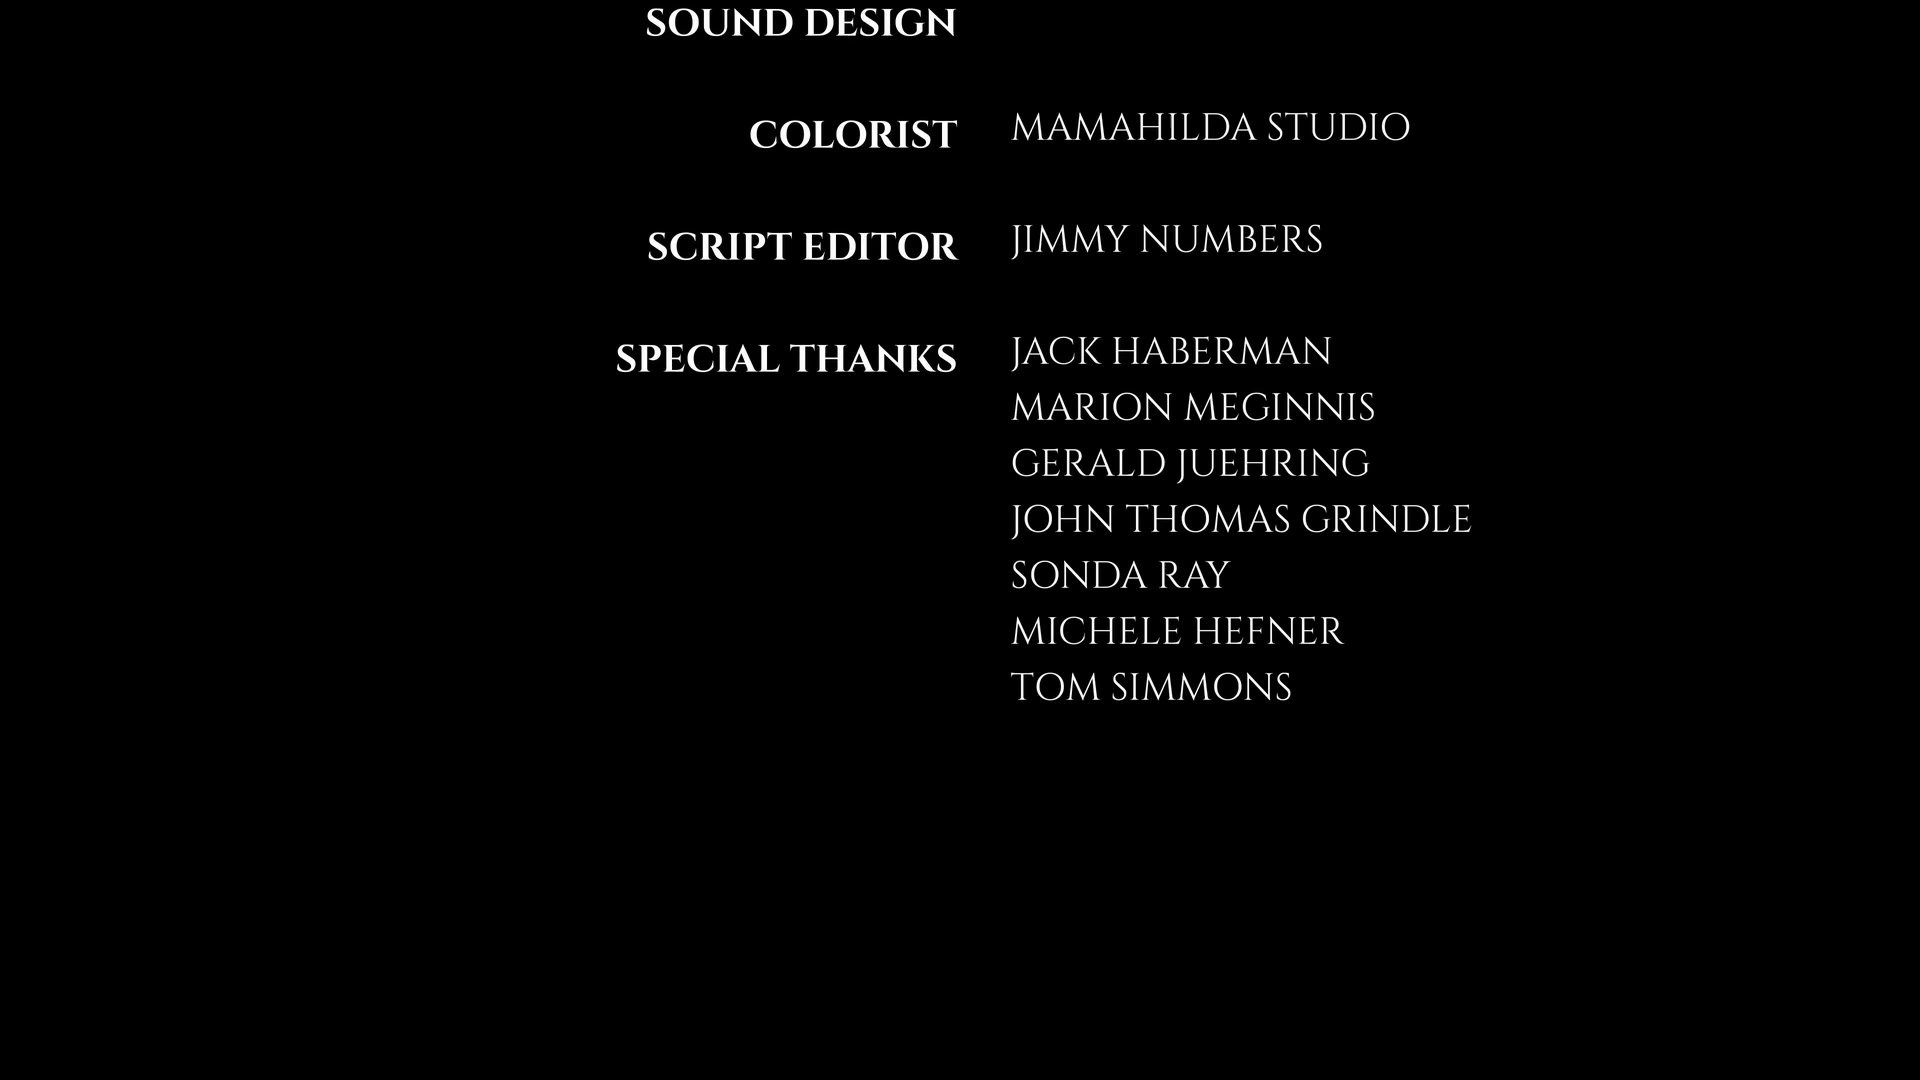 SOUND DESIGN
COLORIST MAMAHILDA STUDIO
SCRIPT EDITOR JIMMY NUMBERS
SPECIAL THANKS JACK HABERMAN
MARION MEGINNIS
GERALD JUEHRING
JOHN THOMAS GRINDLE
SONDA RAY
MICHELE HEFNER
TOM SIMMONS